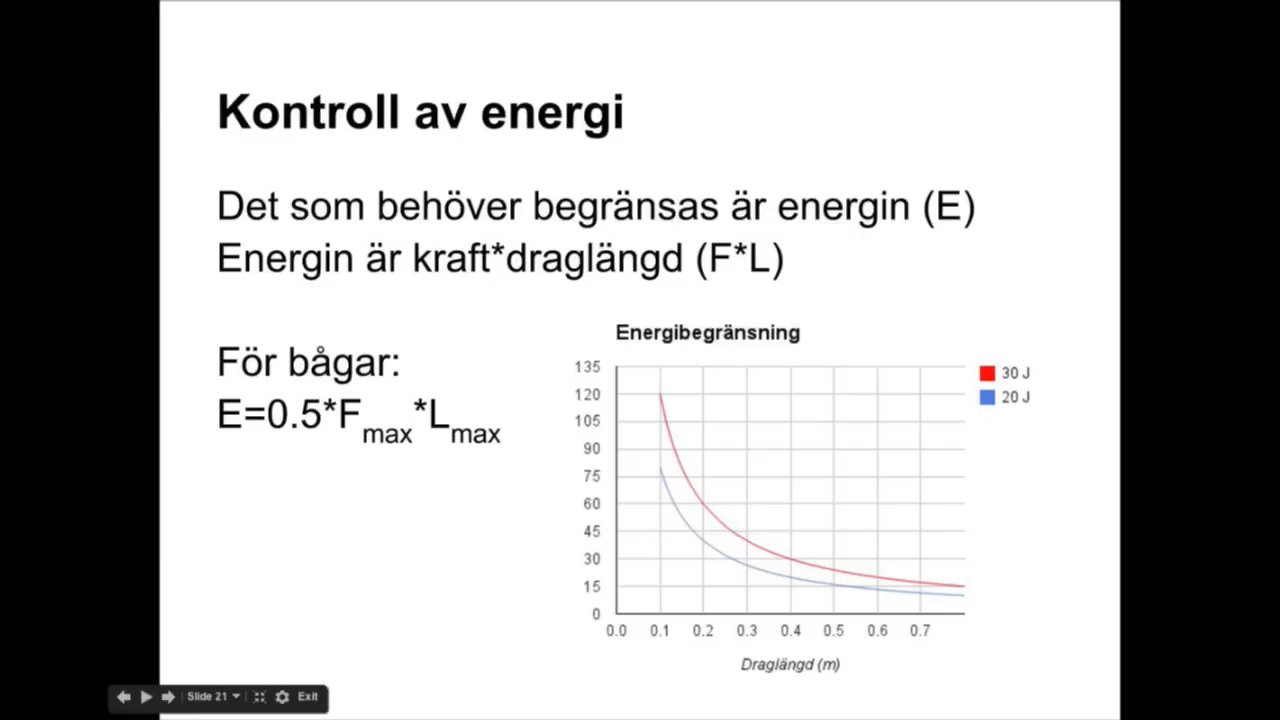 Kontroll av energi
Det som behöver begränsas är energin (E)
Energin är kraft*draglängd (F*L)
För bågar:
E=0.5*Fmax*Lmax
Energibegränsning
135
120
105
90
75
60
45
30
15
0
0.0 0.1 0.2 0.3 0.4 0.5 0.6 0.7
Draglängd (m)
30 J
20 J
Slide 21 Exit